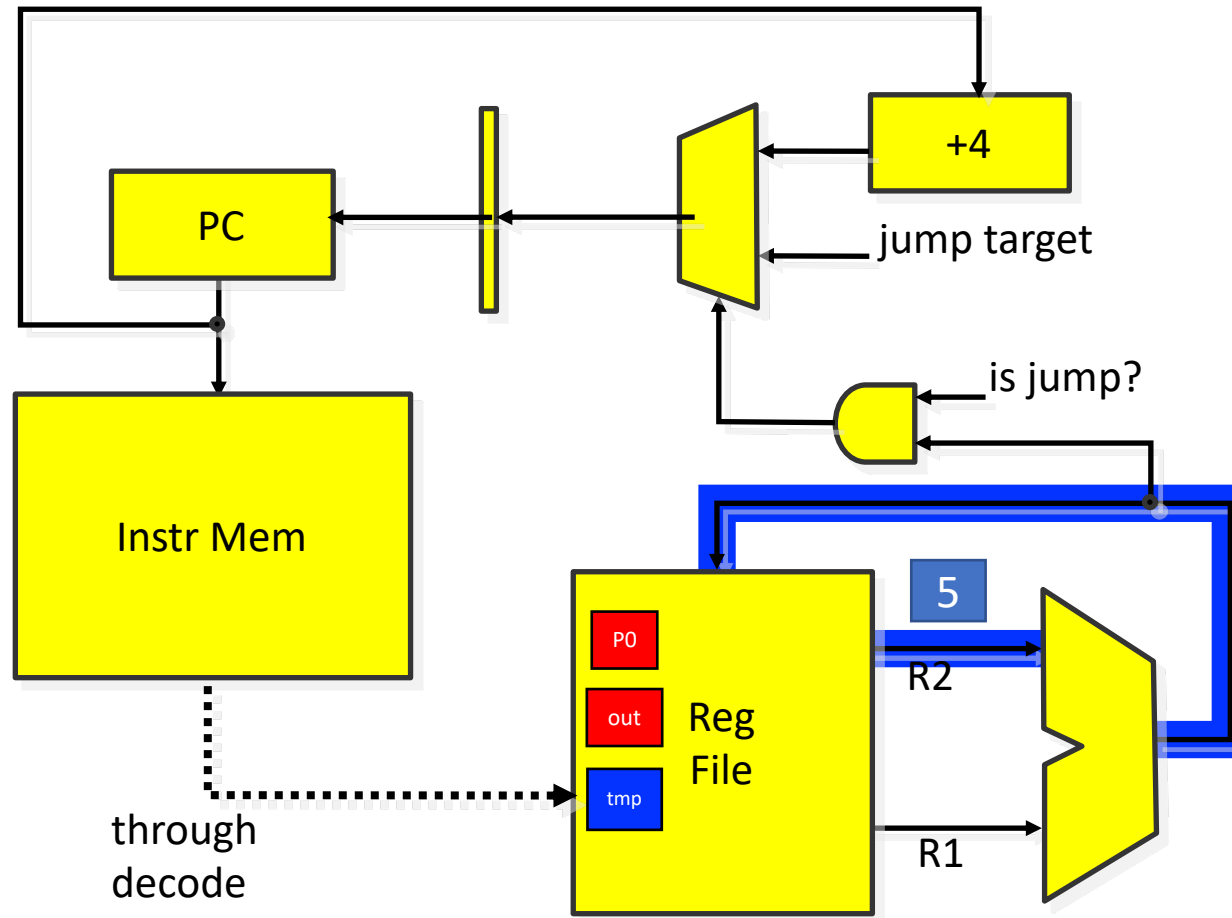 +4
PC
jump target
is jump?
Instr Mem
5
P0
R2
out
Reg
File
tmp
R1
through
decode